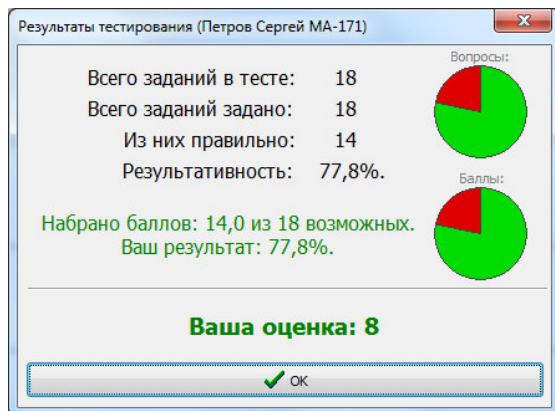 Результаты тестирования (Петров Сергей МА-171)
Вопросы:
Всего заданий в тесте: 18
Всего заданий задано: 18
Из них правильно: 14
Результативность: 77,8%.
Баллы:
Набрано баллов: 14,0 из 18 возможных.
Ваш результат: 77,8%.
Ваша оценка: 8
OK